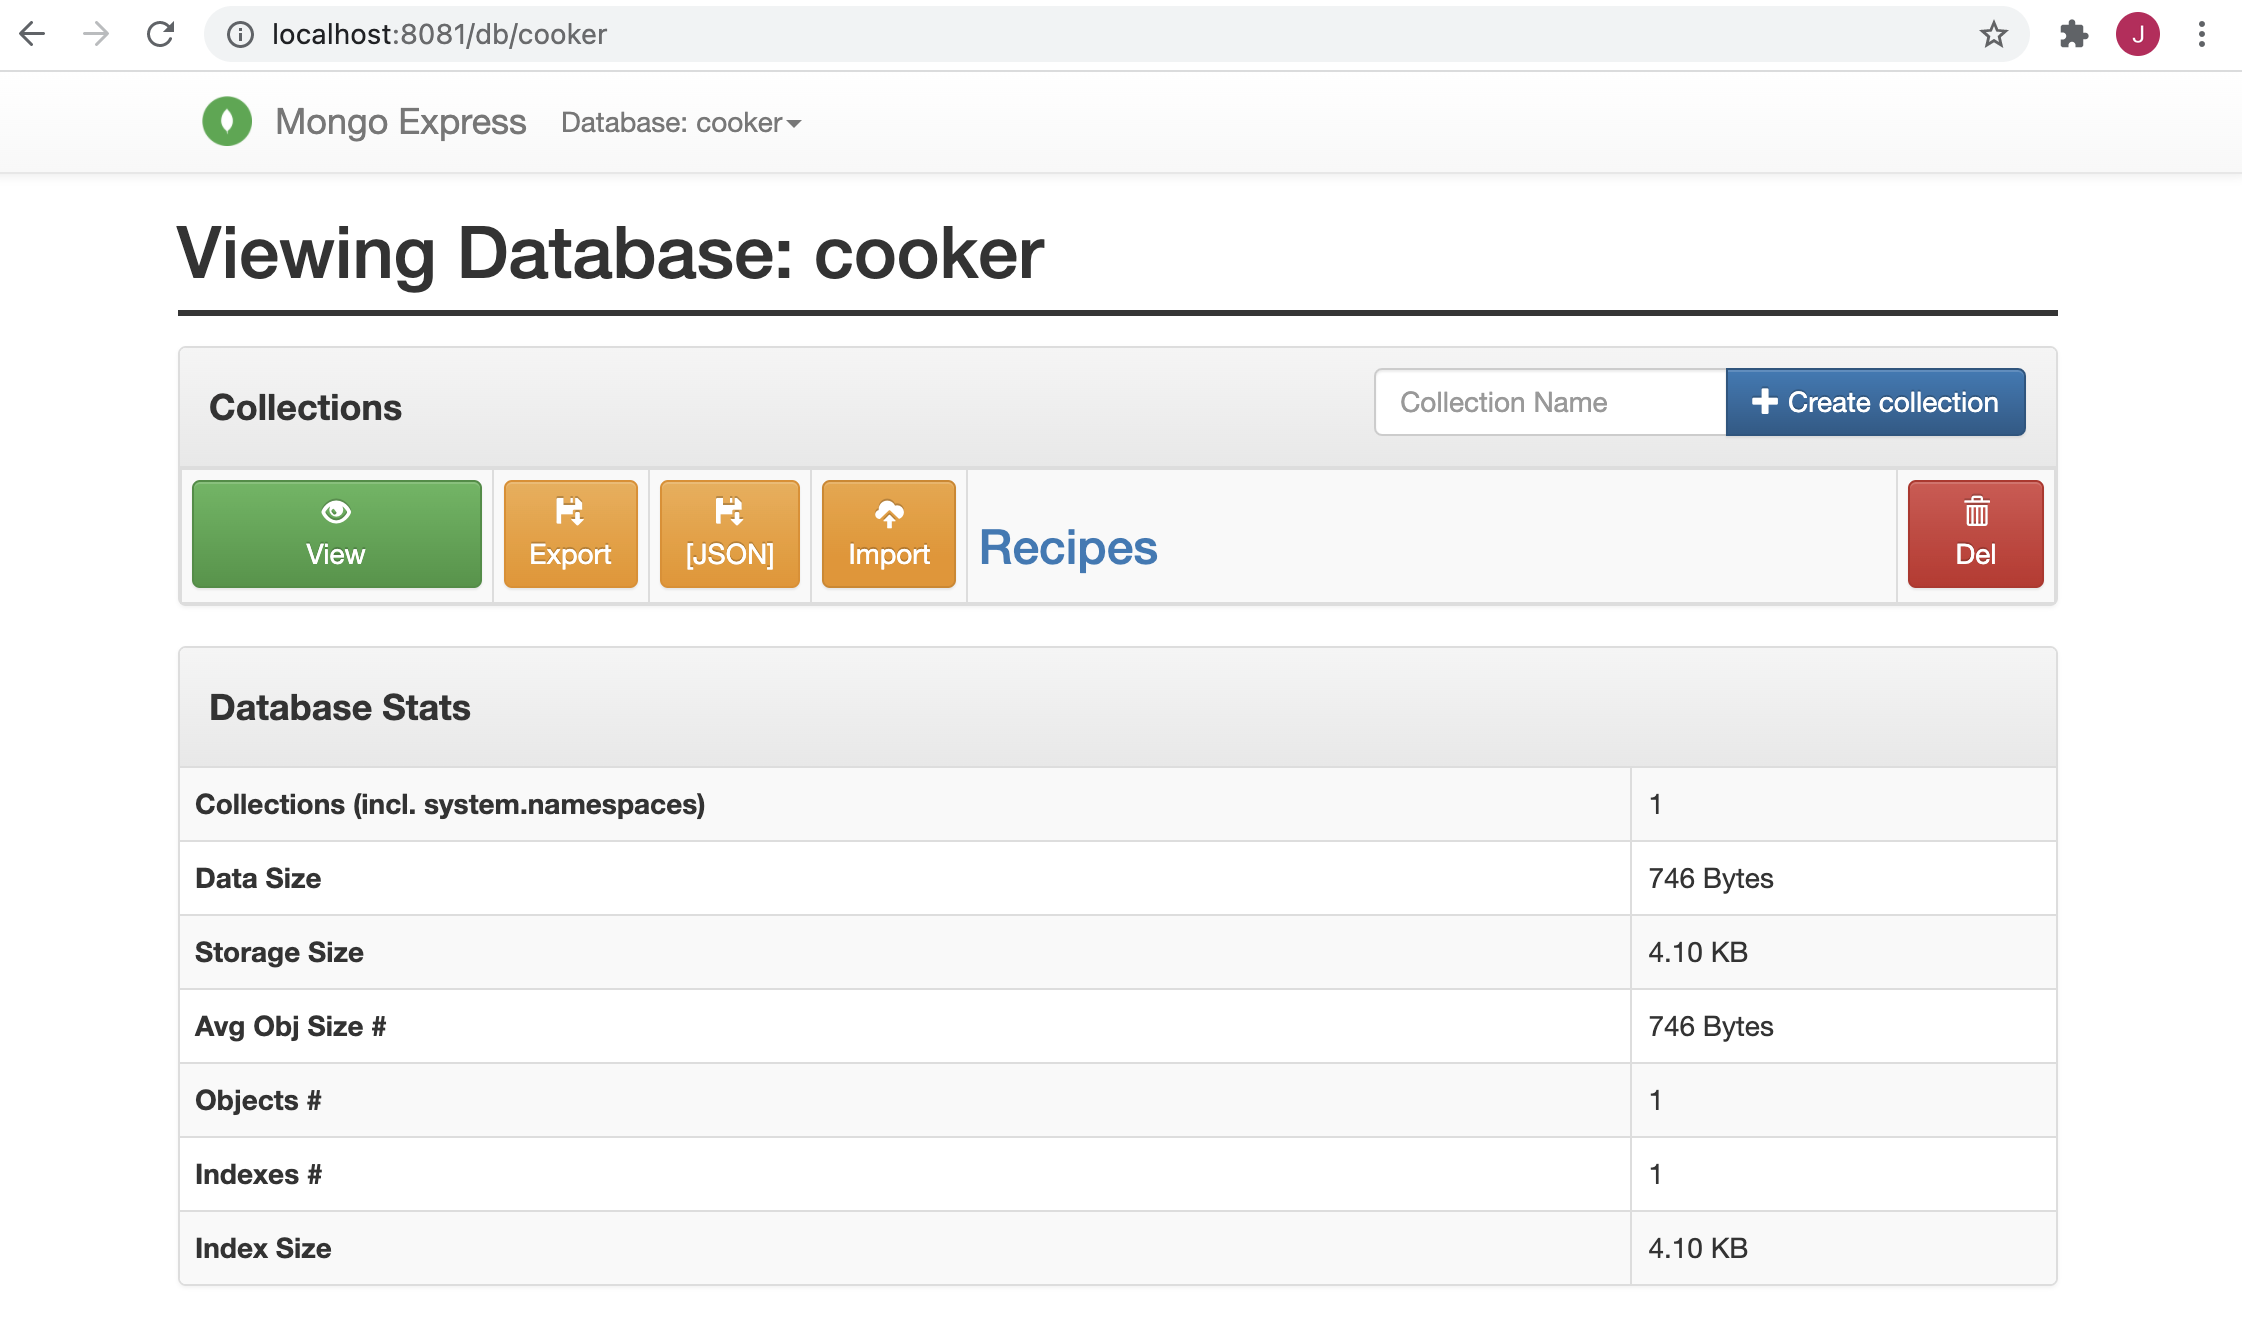 localhost:8081/db/cooker
J
Mongo Express Database: cooker
Viewing Database: cooker
Collections
Collection Name
Create collection
View
Export
[JSON]
Import
Recipes
Del
Database Stats
Collections (incl. system.namespaces) 1
Data Size 746 Bytes
Storage Size 4.10 KB
Avg Obj Size # 746 Bytes
Objects # 1
Indexes # 1
Index Size 4.10 KB